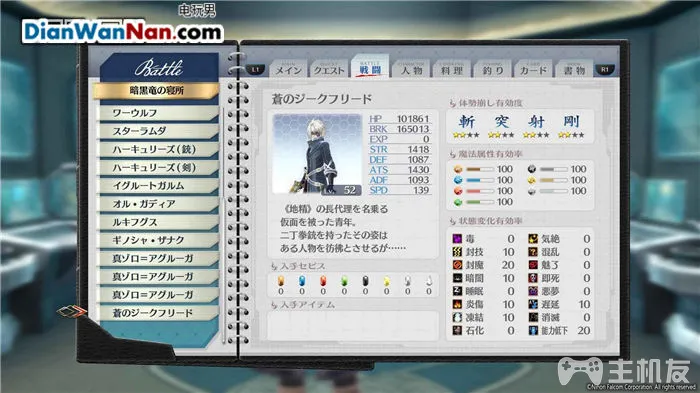 电玩男
DianWanNan.com
Battle
暗黒竜の寝所
ワーウルフ
スターラムダ
ハーキュリーズ(銃)
ハーキュリーズ(剣)
イグルートガルム
オル・ガディア
ルキフグス
ギノシャ・ザナク
真ゾロ=アグルーガ
真ゾロ=アグルーガ
真ゾロ=アグルーガ
蒼のジークフリード
L1 メイン クエスト BATTLE 戦闘 人物 料理 釣り カード 書物 R1
蒼のジークフリード
Lv. 52
HP 101861
BRK 165013
EXP 0
STR 1418
DEF 1087
ATS 1430
ADF 1093
SPD 139
《地精》の長代理を名乗る
仮面を被った青年。
二丁拳銃を持ったその姿は
ある人物を彷彿とさせるが……
入手セピス
0 0 0 0 0 0 0
入手アイテム
体勢崩し有効度
斬 突 射 剛
魔法属性有効率
100 100
100 100
100 100
100
状態変化有効率
毒 0 気絶 0
封技 10 混乱 0
封魔 20 魅了 0
暗闇 10 即死 0
睡眠 0 悪夢 0
炎傷 10 遅延 10
凍結 10 消滅 0
石化 0 能力低下 20
主机友
©Nihon Falcom Corporation. All rights reserved.